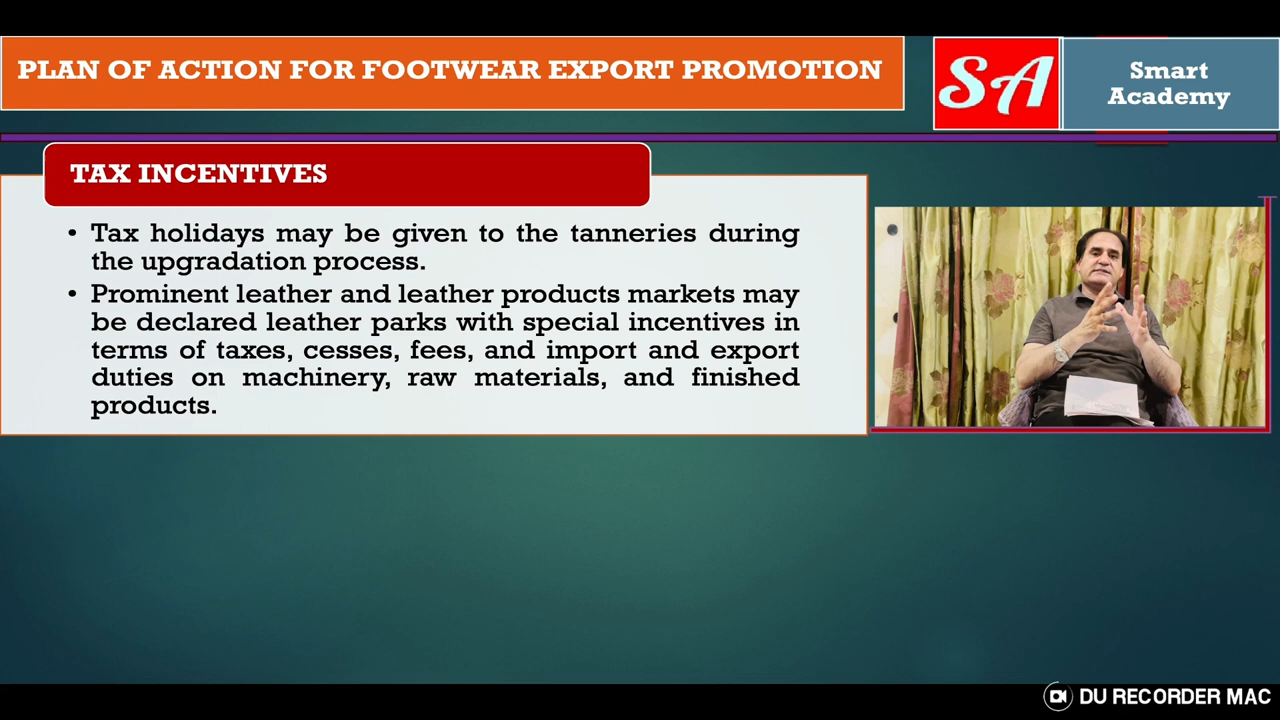 PLAN OF ACTION FOR FOOTWEAR EXPORT PROMOTION
SA
Smart
Academy
TAX INCENTIVES
• Tax holidays may be given to the tanneries during
the upgradation process.
• Prominent leather and leather products markets may
be declared leather parks with special incentives in
terms of taxes, cesses, fees, and import and export
duties on machinery, raw materials, and finished
products.
DU RECORDER MAC